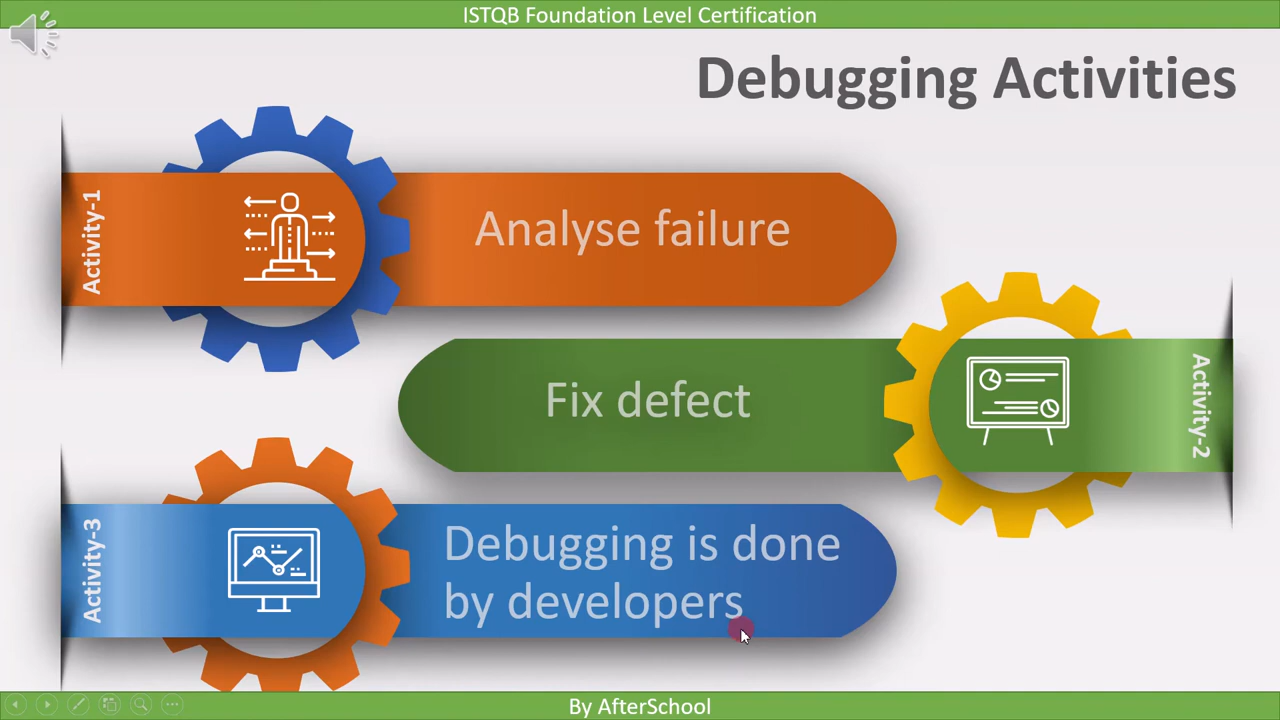 ISTQB Foundation Level Certification
Debugging Activities
Activity-1
Analyse failure
Fix defect
Activity-2
Activity-3
Debugging is done
by developers
By AfterSchool